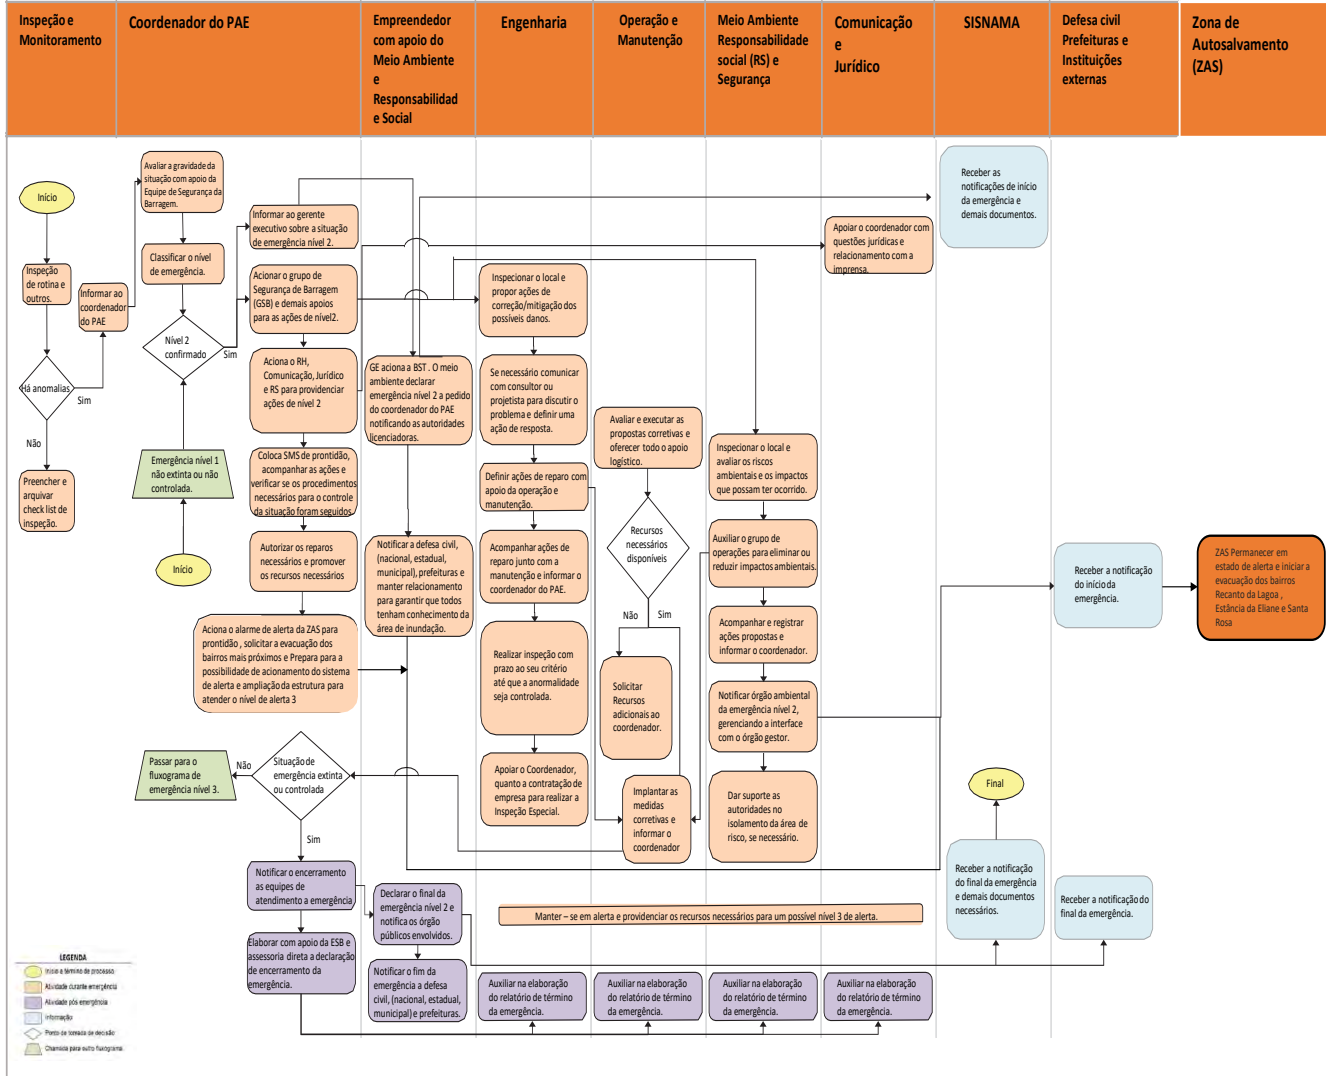 Inspeção e
Monitoramento
Coordenador do PAE
Empreendedor
com apoio do
Meio Ambiente
e
Responsabilidad
e Social
Engenharia
Operação e
Manutenção
Meio Ambiente
Responsabilidade
social (RS) e
Segurança
Comunicação
e
Jurídico
SISNAMA
Defesa civil
Prefeituras e
Instituições
externas
Zona de
Autosalvamento
(ZAS)
Início
Inspeção
de rotina e
outros.
Há anomalias
Sim
Não
Preencher e
arquivar
check list de
inspeção.
Informar ao
coordenador
do PAE
Avaliar a gravidade da
situação com apoio da
Equipe de Segurança da
Barragem.
Classificar o nível
de emergência.
Nível 2
confirmado
Sim
Emergência nível 1
não extinta ou não
controlada.
Início
Informar ao gerente
executivo sobre a situação
de emergência nível 2.
Acionar o grupo de
Segurança de Barragem
(GSB) e demais apoios
para as ações de nível2.
Aciona o RH,
Comunicação, Jurídico
e RS para providenciar
ações de nível 2
Coloca SMS de prontidão,
acompanhar as ações e
verificar se os procedimentos
necessários para o controle
da situação foram seguidos
Autorizar os reparos
necessários e promover
os recursos necessários
Aciona o alarme de alerta da ZAS para
prontidão , solicitar a evacuação dos
bairros mais próximos e Prepara para a
possibilidade de acionamento do sistema
de alerta e ampliação da estrutura para
atender o nível de alerta 3
Passar para o
fluxograma de
emergência nível 3.
Não
Situação de
emergência extinta
ou controlada
Sim
Notificar o encerramento
as equipes de
atendimento a emergência
Elaborar com apoio da ESB e
assessoria direta a declaração
de encerramento da
emergência.
GE aciona a BST . O meio
ambiente declarar
emergência nível 2 a pedido
do coordenador do PAE
notificando as autoridades
licenciadoras.
Notificar a defesa civil,
(nacional, estadual,
municipal), prefeituras e
manter relacionamento
para garantir que todos
tenham conhecimento da
área de inundação.
Declarar o final da
emergência nível 2 e
notifica os órgão
públicos envolvidos.
Notificar o fim da
emergência a defesa
civil, (nacional, estadual,
municipal) e prefeituras.
Inspecionar o local e
propor ações de
correção/mitigação dos
possíveis danos.
Se necessário comunicar
com consultor ou
projetista para discutir o
problema e definir uma
ação de resposta.
Definir ações de reparo com
apoio da operação e
manutenção.
Acompanhar ações de
reparo junto com a
manutenção e informar o
coordenador do PAE.
Realizar inspeção com
prazo ao seu critério
até que a anormalidade
seja controlada.
Apoiar o Coordenador,
quanto a contratação de
empresa para realizar a
Inspeção Especial.
Avaliar e executar as
propostas corretivas e
oferecer todo o apoio
logístico.
Recursos
necessários
disponíveis
Não
Sim
Solicitar
Recursos
adicionais ao
coordenador.
Implantar as
medidas
corretivas e
informar o
coordenador
Inspecionar o local e
avaliar os riscos
ambientais e os impactos
que possam ter ocorrido.
Auxiliar o grupo de
operações para eliminar ou
reduzir impactos ambientais.
Acompanhar e registrar
ações propostas e
informar o coordenador.
Notificar órgão ambiental
da emergência nível 2,
gerenciando a interface
com o órgão gestor.
Dar suporte as
autoridades no
isolamento da área de
risco, se necessário.
Apoiar o coordenador com
questões jurídicas e
relacionamento com a
imprensa.
Receber as
notificações de início
da emergência e
demais documentos.
Receber a notificação
do início da
emergência.
ZAS Permanecer em
estado de alerta e iniciar a
evacuação dos bairros
Recanto da Lagoa ,
Estância da Eliane e Santa
Rosa
Final
Receber a notificação
do final da emergência
e demais documentos
necessários.
Receber a notificação do
final da emergência.
Manter – se em alerta e providenciar os recursos necessários para um possível nível 3 de alerta.
Auxiliar na elaboração
do relatório de término
da emergência.
Auxiliar na elaboração
do relatório de término
da emergência.
Auxiliar na elaboração
do relatório de término
da emergência.
Auxiliar na elaboração
do relatório de término
da emergência.
LEGENDA
Início e término de processo
Atividade durante emergência
Atividade pós emergência
Informação
Ponto de tomada de decisão
Chamada para outro fluxograma